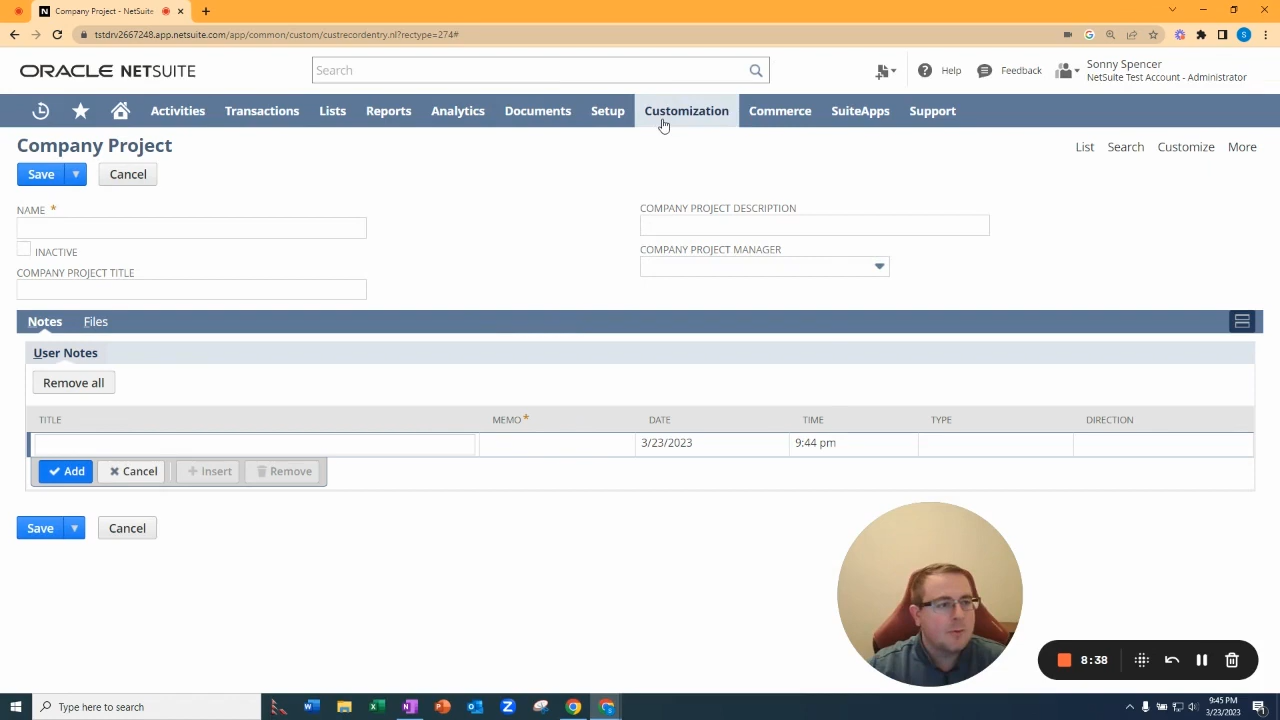 Company Project - NetSuite
tstdrv2667248.app.netsuite.com/app/common/custom/custrecordentry.nl?rectype=274#
ORACLE NETSUITE
Search
Help
Feedback
Sonny Spencer
NetSuite Test Account - Administrator
Activities Transactions Lists Reports Analytics Documents Setup Customization Commerce SuiteApps Support
Company Project
List Search Customize More
Save Cancel
NAME *
INACTIVE
COMPANY PROJECT TITLE
COMPANY PROJECT DESCRIPTION
COMPANY PROJECT MANAGER
Notes Files
User Notes
Remove all
TITLE MEMO * DATE TIME TYPE DIRECTION
3/23/2023 9:44 pm
Add Cancel Insert Remove
Save Cancel
8:38
Type here to search
9:45 PM
3/23/2023